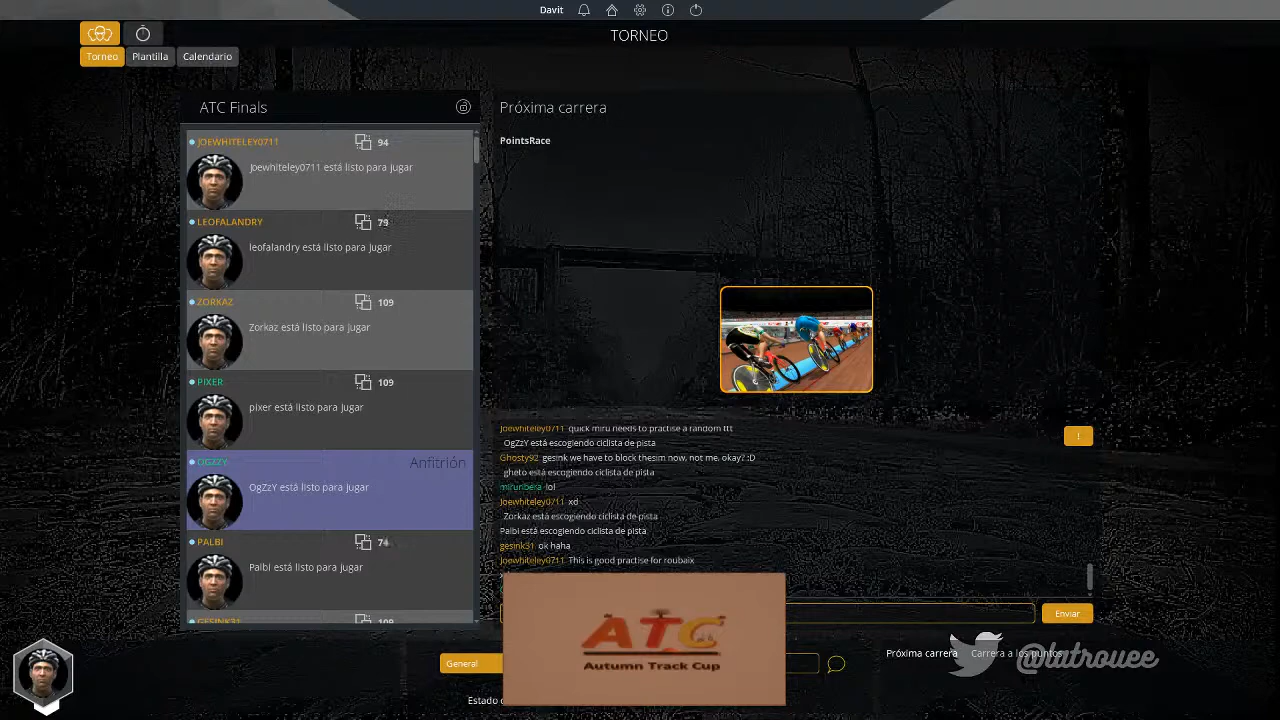 Davit
TORNEO
Torneo Plantilla Calendario
ATC Finals
JOEWHITELEY0711 94
Joewhiteley0711 está listo para jugar
LEOFALANDRY 79
leofalandry está listo para jugar
ZORKAZ 109
Zorkaz está listo para jugar
PIXER 109
pixer está listo para jugar
OGZZY Anfitrión
OgZzY está listo para jugar
PALBI 74
Palbi está listo para jugar
GESINK31 109
Próxima carrera
PointsRace
Joewhiteley0711 quick miru needs to practise a random ttt
OgZzY está escogiendo ciclista de pista
Ghosty92 gesink we have to block thesim now, not me. okay? :D
gheto está escogiendo ciclista de pista
miruribera lol
Joewhiteley0711 xd
Zorkaz está escogiendo ciclista de pista
Palbi está escogiendo ciclista de pista
gesink31 ok haha
Joewhiteley0711 This is good practise for roubaix
!
Enviar
ATC
Autumn Track Cup
General
Próxima carrera Carrera a los puntos
@latrouee
Estado